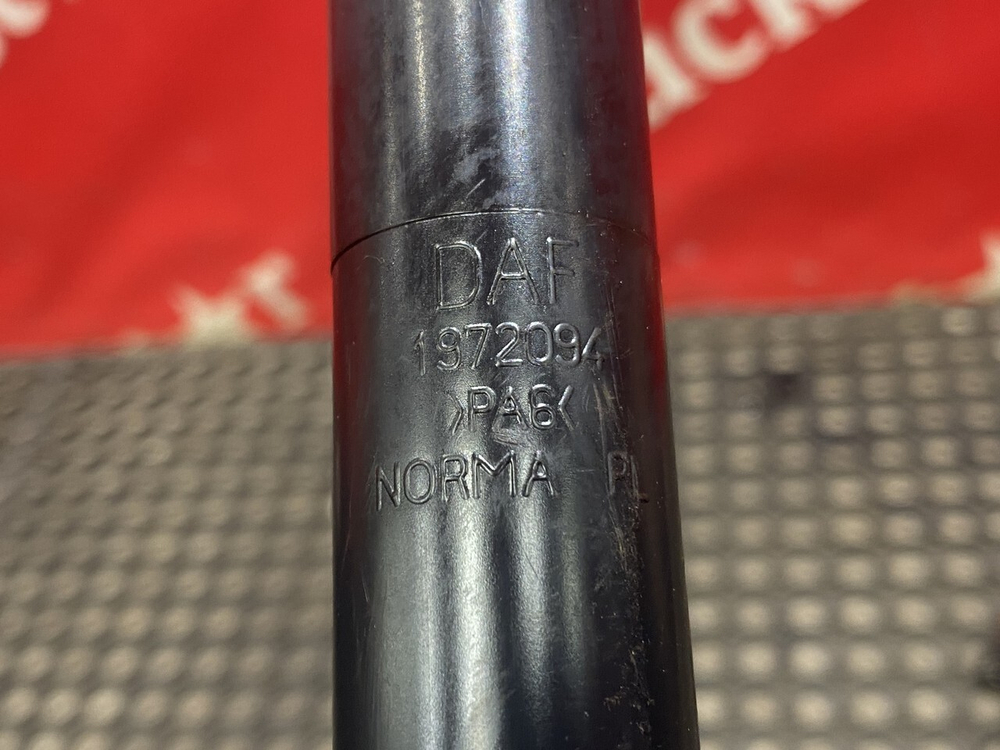 DAF
1972094
>PA6<
NORMA PL